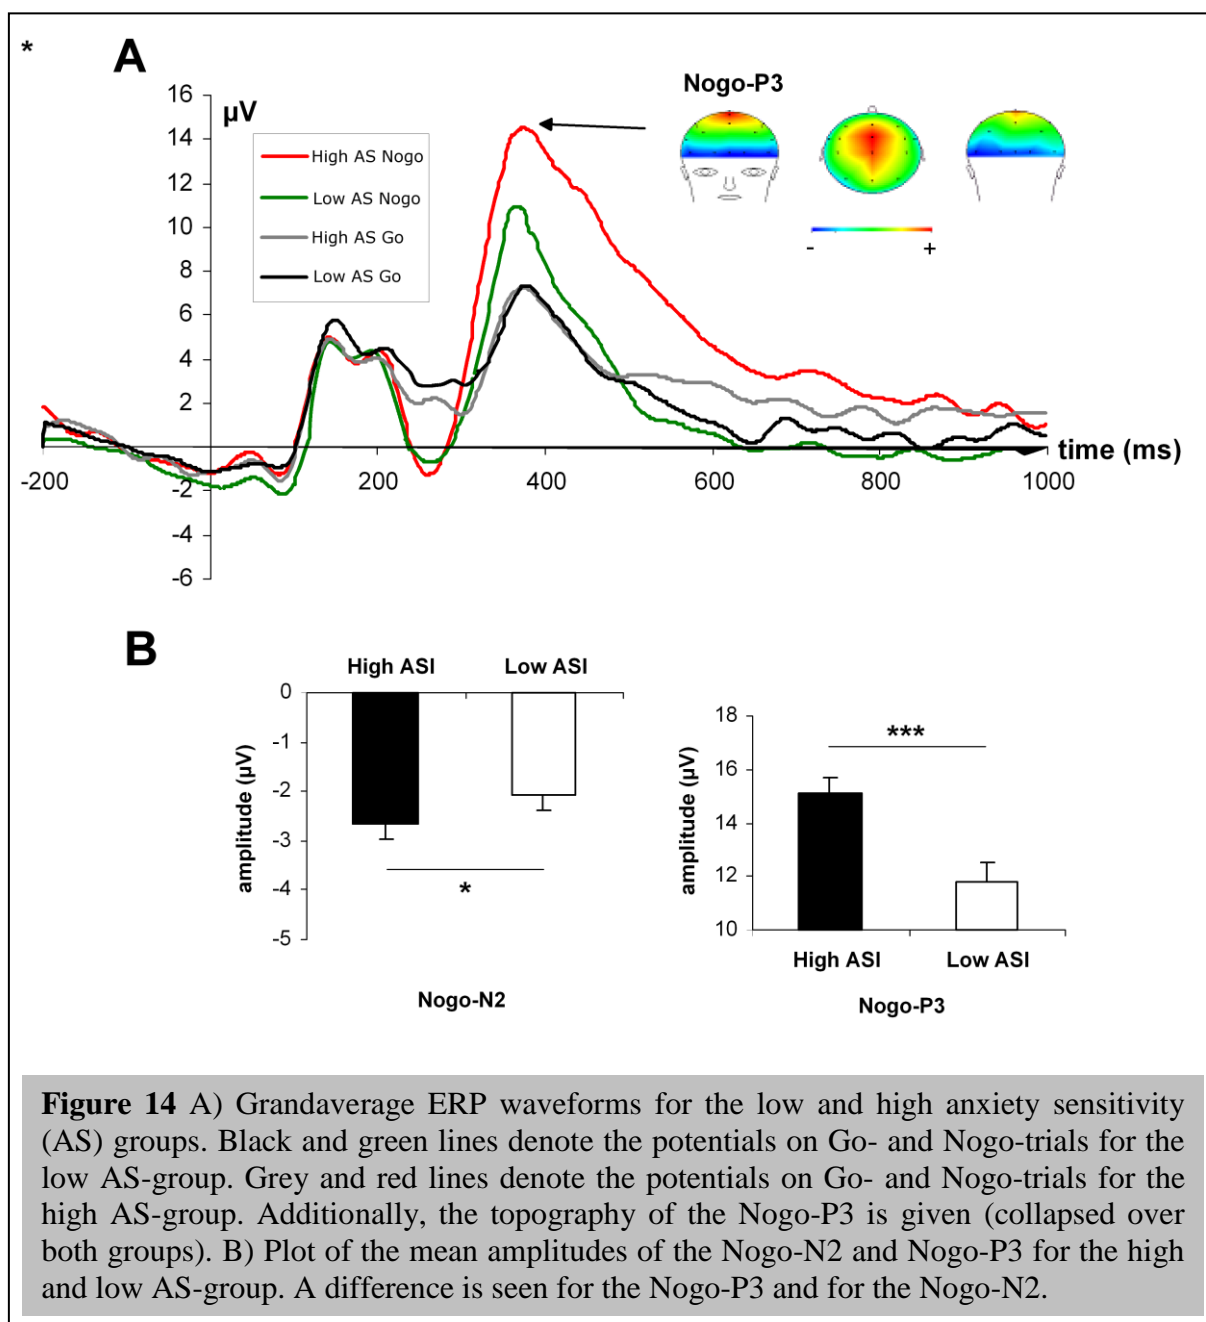 *
A
16
14
12
10
8
6
4
2
-2
-4
-6
µV
High AS Nogo
Low AS Nogo
High AS Go
Low AS Go
Nogo-P3
- +
time (ms)
-200 200 400 600 800 1000
B
High ASI Low ASI
0
-1
-2
-3
-4
-5
amplitude (µV)
*
Nogo-N2
18
16
14
12
10
amplitude (µV)
***
High ASI Low ASI
Nogo-P3
Figure 14 A) Grandaverage ERP waveforms for the low and high anxiety sensitivity
(AS) groups. Black and green lines denote the potentials on Go- and Nogo-trials for the
low AS-group. Grey and red lines denote the potentials on Go- and Nogo-trials for the
high AS-group. Additionally, the topography of the Nogo-P3 is given (collapsed over
both groups). B) Plot of the mean amplitudes of the Nogo-N2 and Nogo-P3 for the high
and low AS-group. A difference is seen for the Nogo-P3 and for the Nogo-N2.